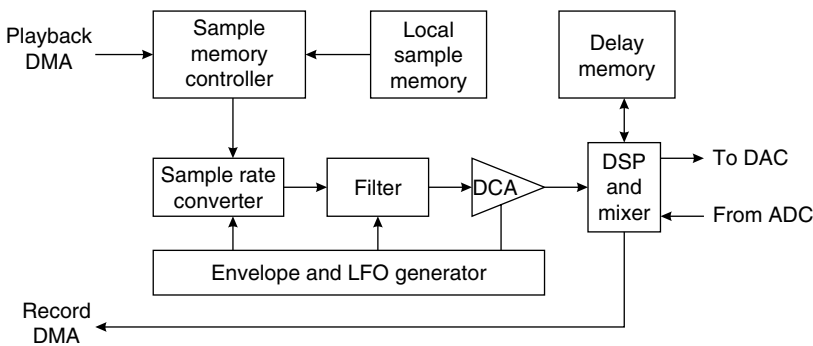 Playback
DMA
Sample
memory
controller
Local
sample
memory
Delay
memory
Sample rate
converter
Filter
DCA
DSP
and
mixer
To DAC
From ADC
Envelope and LFO generator
Record
DMA